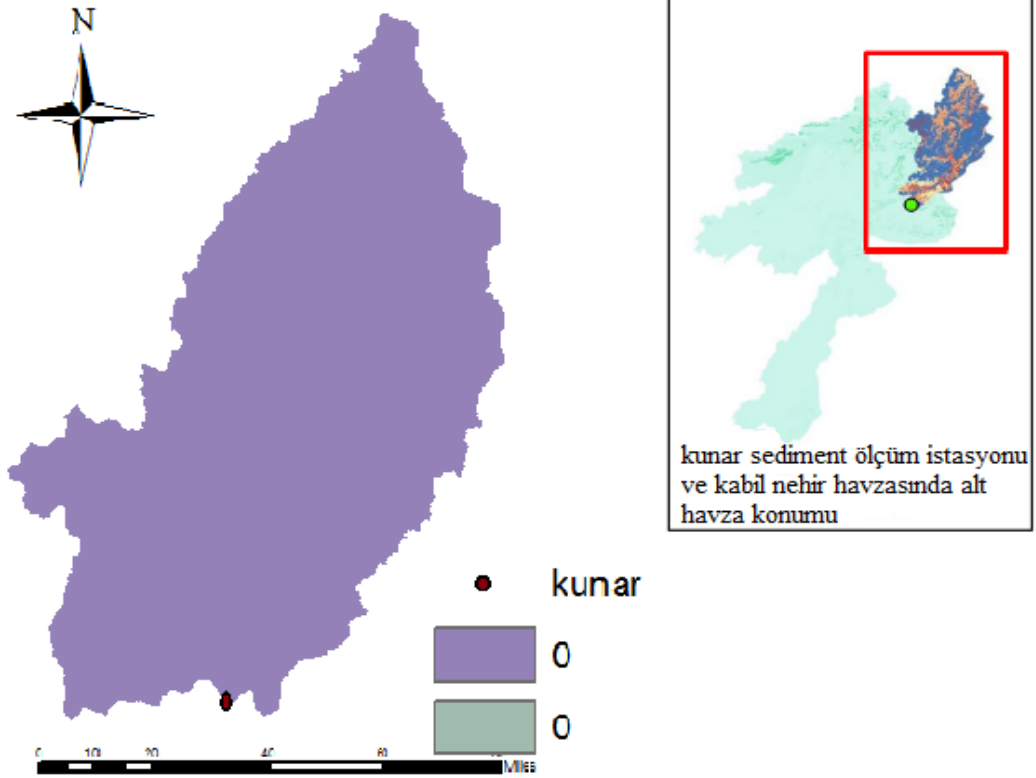 N
kunar sediment ölçüm istasyonu
ve kabil nehir havzasında alt
havza konumu
kunar
0
0
0 10 20 40 60
Miles